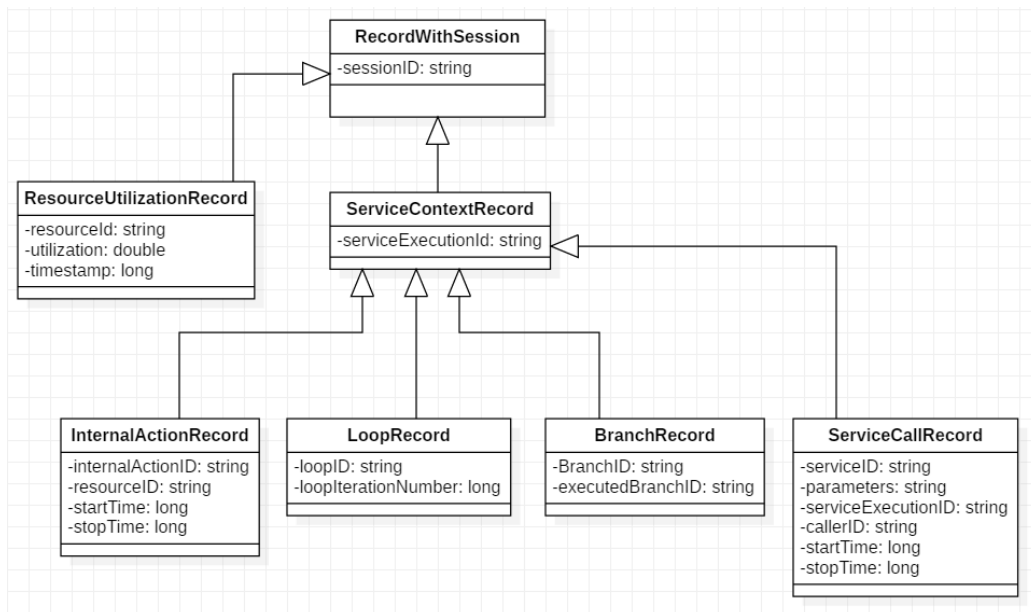 RecordWithSession
-sessionID: string
ResourceUtilizationRecord
-resourceId: string
-utilization: double
-timestamp: long
ServiceContextRecord
-serviceExecutionId: string
InternalActionRecord
-internalActionID: string
-resourceID: string
-startTime: long
-stopTime: long
LoopRecord
-loopID: string
-loopIterationNumber: long
BranchRecord
-BranchID: string
-executedBranchID: string
ServiceCallRecord
-serviceID: string
-parameters: string
-serviceExecutionID: string
-callerID: string
-startTime: long
-stopTime: long